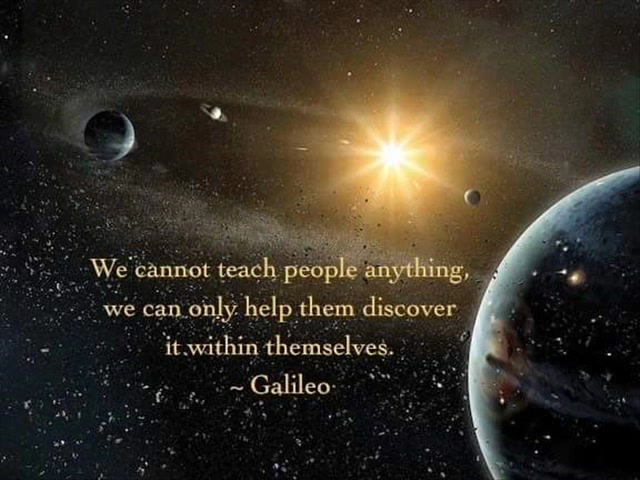 We cannot teach people anything,
we can only help them discover
it within themselves.
~ Galileo